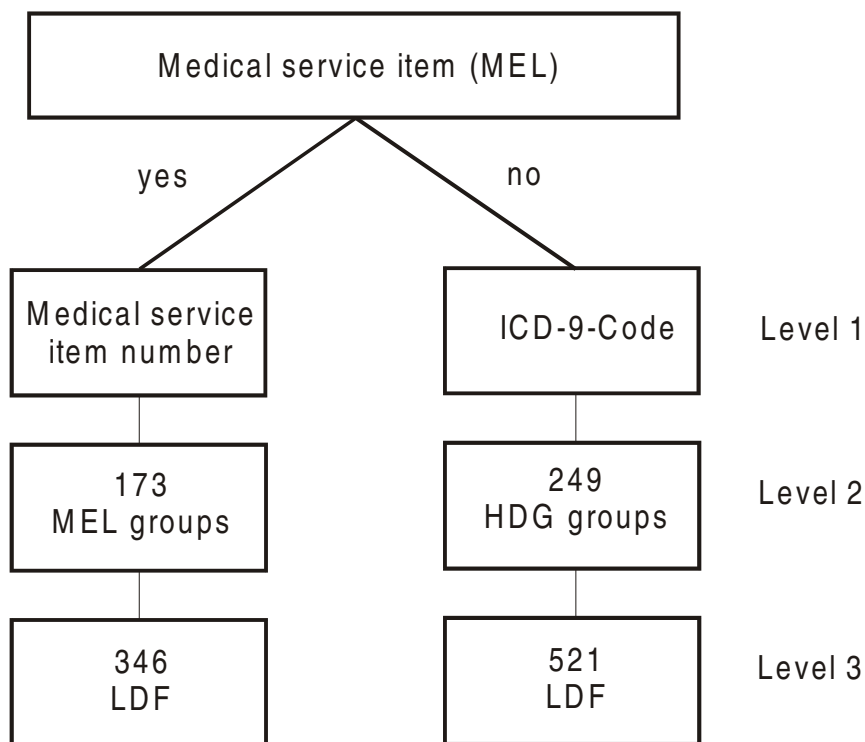 Medical service item (MEL)
yes
no
Medical service
item number
ICD-9-Code
Level 1
173
MEL groups
249
HDG groups
Level 2
346
LDF
521
LDF
Level 3